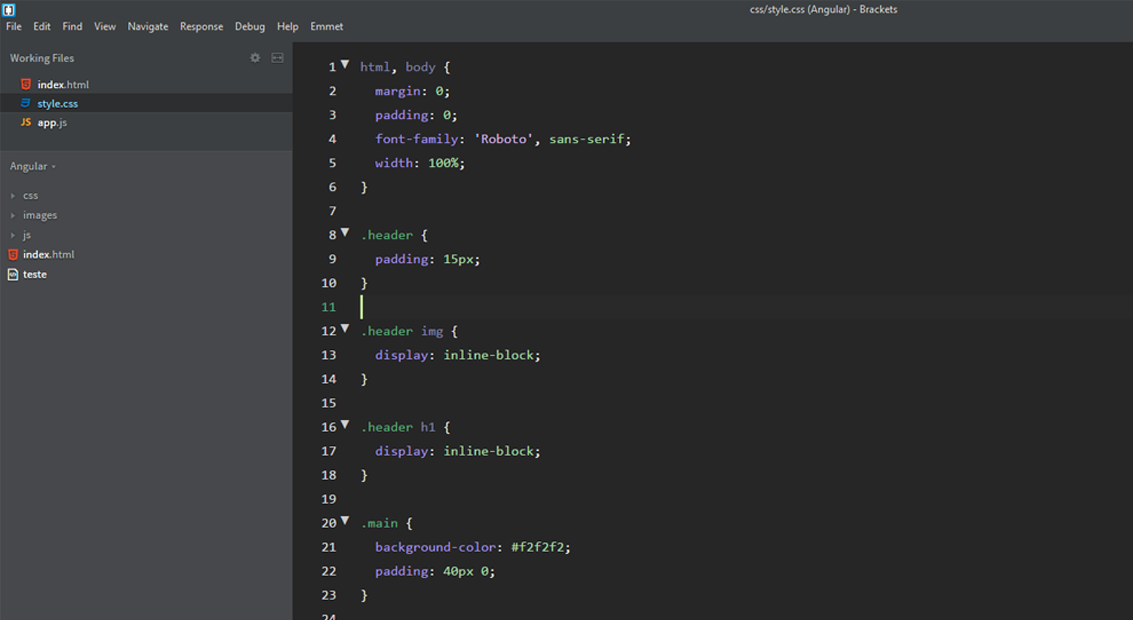 css/style.css (Angular) - Brackets
File Edit Find View Navigate Response Debug Help Emmet
Working Files
index.html
style.css
JS app.js
Angular
css
images
js
index.html
teste
1 html, body {
2 margin: 0;
3 padding: 0;
4 font-family: 'Roboto', sans-serif;
5 width: 100%;
6 }
7
8 .header {
9 padding: 15px;
10 }
11
12 .header img {
13 display: inline-block;
14 }
15
16 .header h1 {
17 display: inline-block;
18 }
19
20 .main {
21 background-color: #f2f2f2;
22 padding: 40px 0;
23 }
24